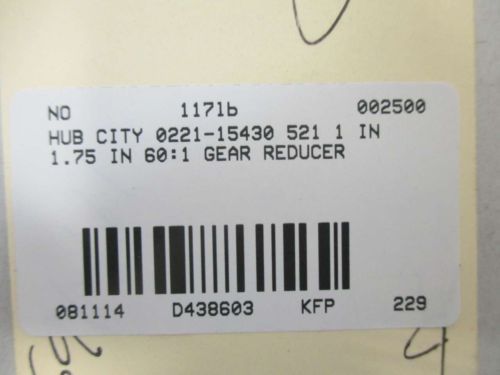 NO 117lb 002500
HUB CITY 0221-15430 521 1 IN
1.75 IN 60:1 GEAR REDUCER
081114 D438603 KFP 229